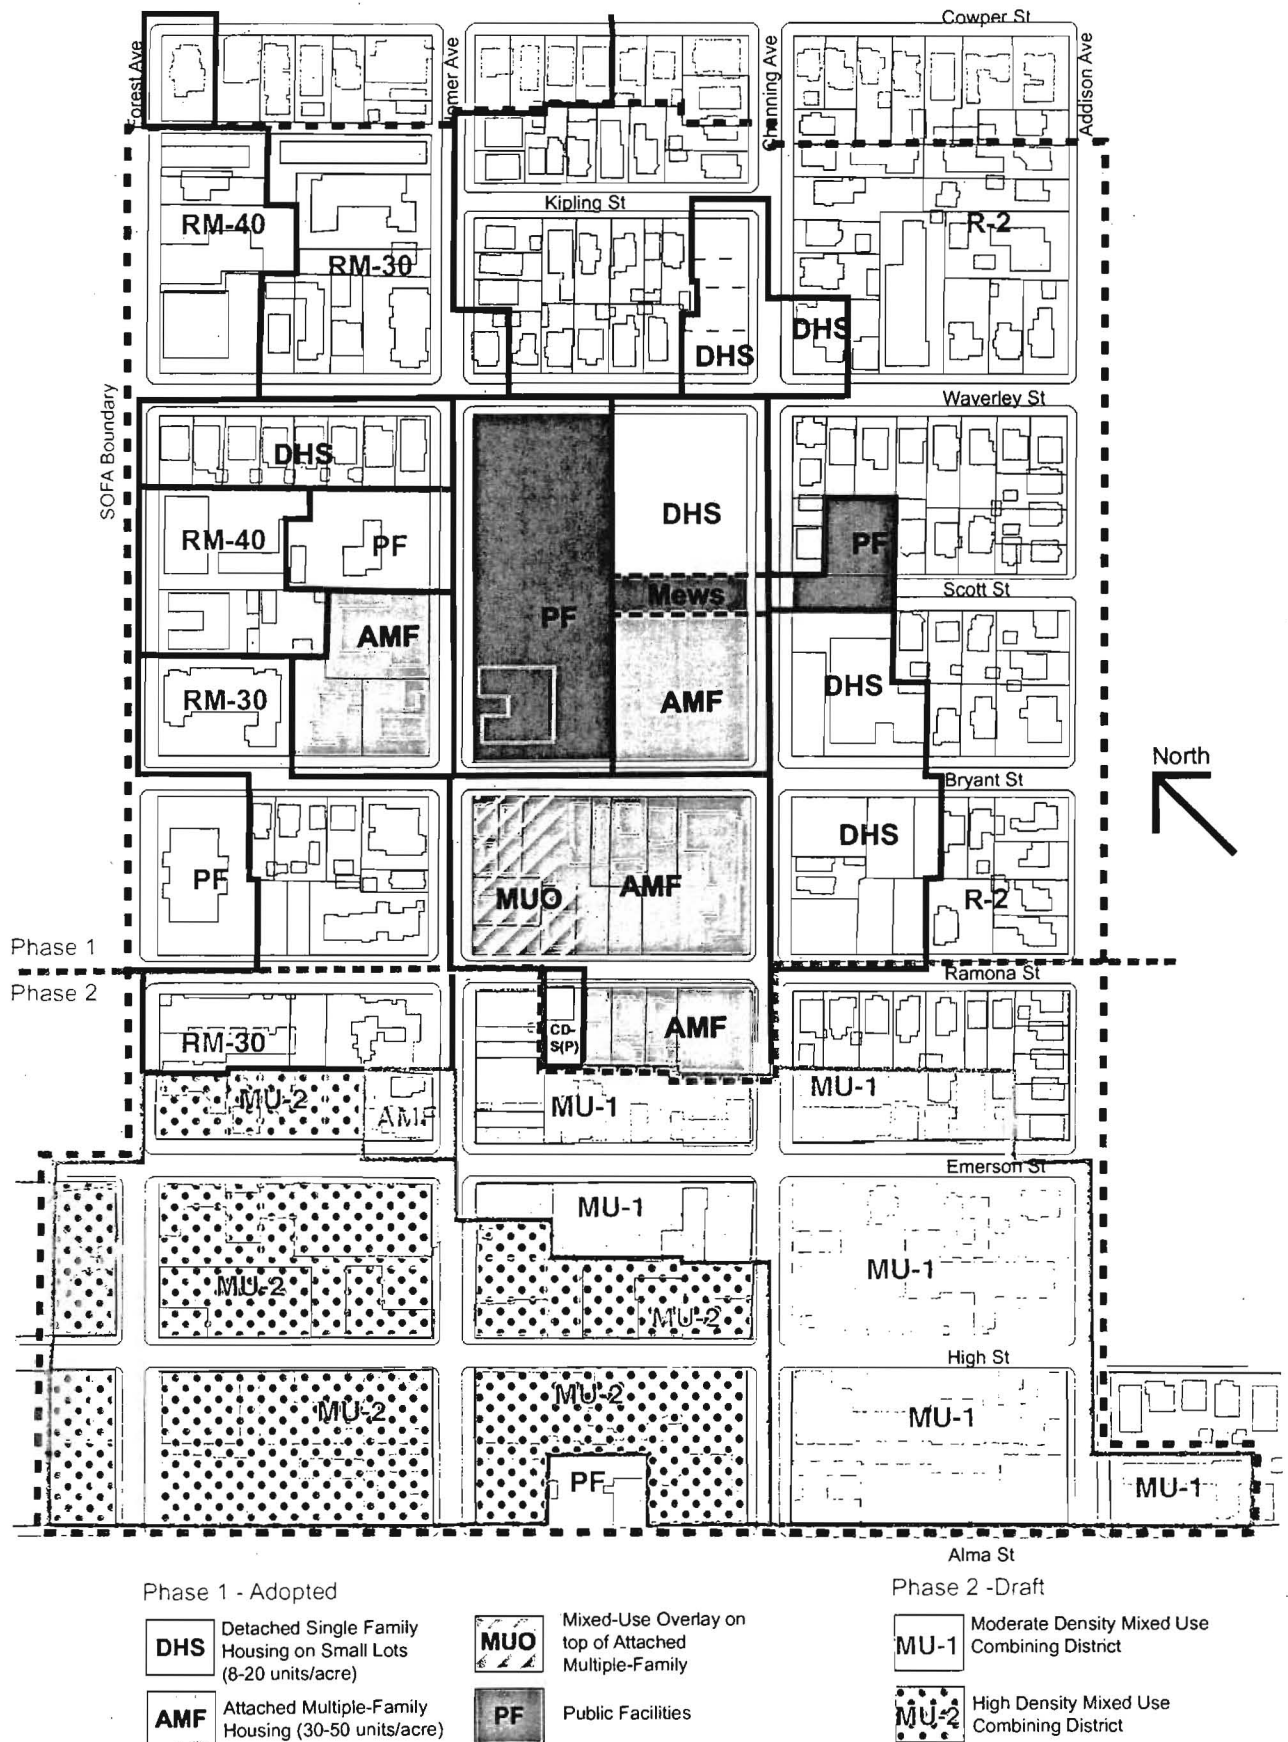 Cowper St
Forest Ave
Homer Ave
Channing Ave
Addison Ave
Kipling St
RM-40
RM-30
R-2
DHS
DHS
SOFA Boundary
Waverley St
DHS
DHS
RM-40
PF
PF
Mews
Scott St
PF
AMF
AMF
DHS
RM-30
North
Bryant St
PF
MUO
AMF
DHS
R-2
Phase 1
Phase 2
Ramona St
RM-30
CD-
S(P)
AMF
MU-2
AMF
MU-1
MU-1
Emerson St
MU-1
MU-2
MU-2
MU-1
High St
MU-2
MU-2
MU-1
PF
MU-1
Alma St
Phase 1 - Adopted
DHS
Detached Single Family
Housing on Small Lots
(8-20 units/acre)
AMF
Attached Multiple-Family
Housing (30-50 units/acre)
MUO
Mixed-Use Overlay on
top of Attached
Multiple-Family
PF
Public Facilities
Phase 2 -Draft
MU-1
Moderate Density Mixed Use
Combining District
MU-2
High Density Mixed Use
Combining District